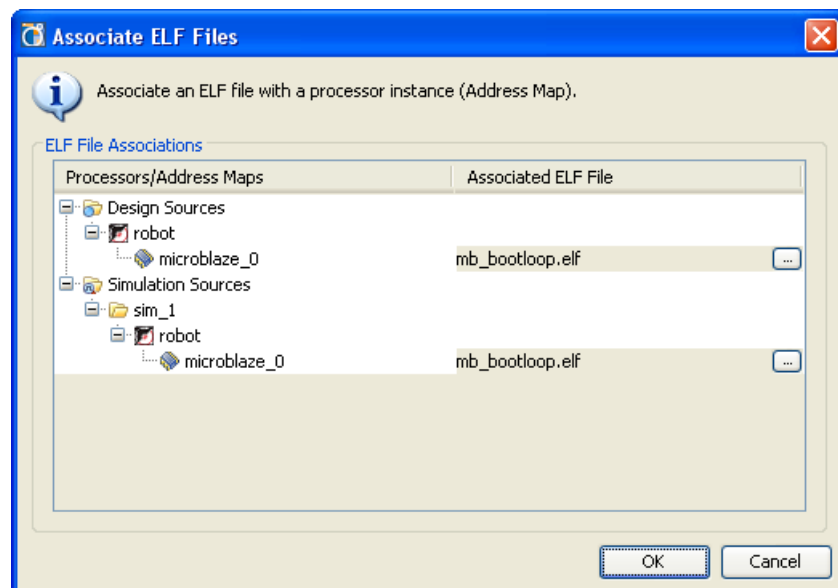 Associate ELF Files
Associate an ELF file with a processor instance (Address Map).
ELF File Associations
Processors/Address Maps Associated ELF File
Design Sources
robot
microblaze_0 mb_bootloop.elf ...
Simulation Sources
sim_1
robot
microblaze_0 mb_bootloop.elf ...
OK Cancel